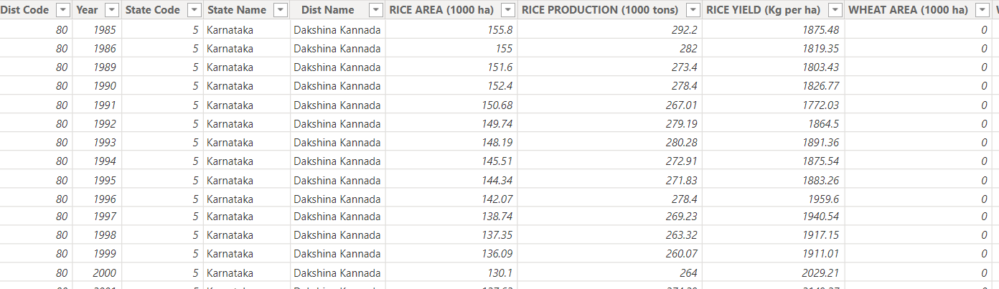 Dist Code Year State Code State Name Dist Name RICE AREA (1000 ha) RICE PRODUCTION (1000 tons) RICE YIELD (Kg per ha) WHEAT AREA (1000 ha)
80 1985 5 Karnataka Dakshina Kannada 155.8 292.2 1875.48 0
80 1986 5 Karnataka Dakshina Kannada 155 282 1819.35 0
80 1989 5 Karnataka Dakshina Kannada 151.6 273.4 1803.43 0
80 1990 5 Karnataka Dakshina Kannada 152.4 278.4 1826.77 0
80 1991 5 Karnataka Dakshina Kannada 150.68 267.01 1772.03 0
80 1992 5 Karnataka Dakshina Kannada 149.74 279.19 1864.5 0
80 1993 5 Karnataka Dakshina Kannada 148.19 280.28 1891.36 0
80 1994 5 Karnataka Dakshina Kannada 145.51 272.91 1875.54 0
80 1995 5 Karnataka Dakshina Kannada 144.34 271.83 1883.26 0
80 1996 5 Karnataka Dakshina Kannada 142.07 278.4 1959.6 0
80 1997 5 Karnataka Dakshina Kannada 138.74 269.23 1940.54 0
80 1998 5 Karnataka Dakshina Kannada 137.35 263.32 1917.15 0
80 1999 5 Karnataka Dakshina Kannada 136.09 260.07 1911.01 0
80 2000 5 Karnataka Dakshina Kannada 130.1 264 2029.21 0